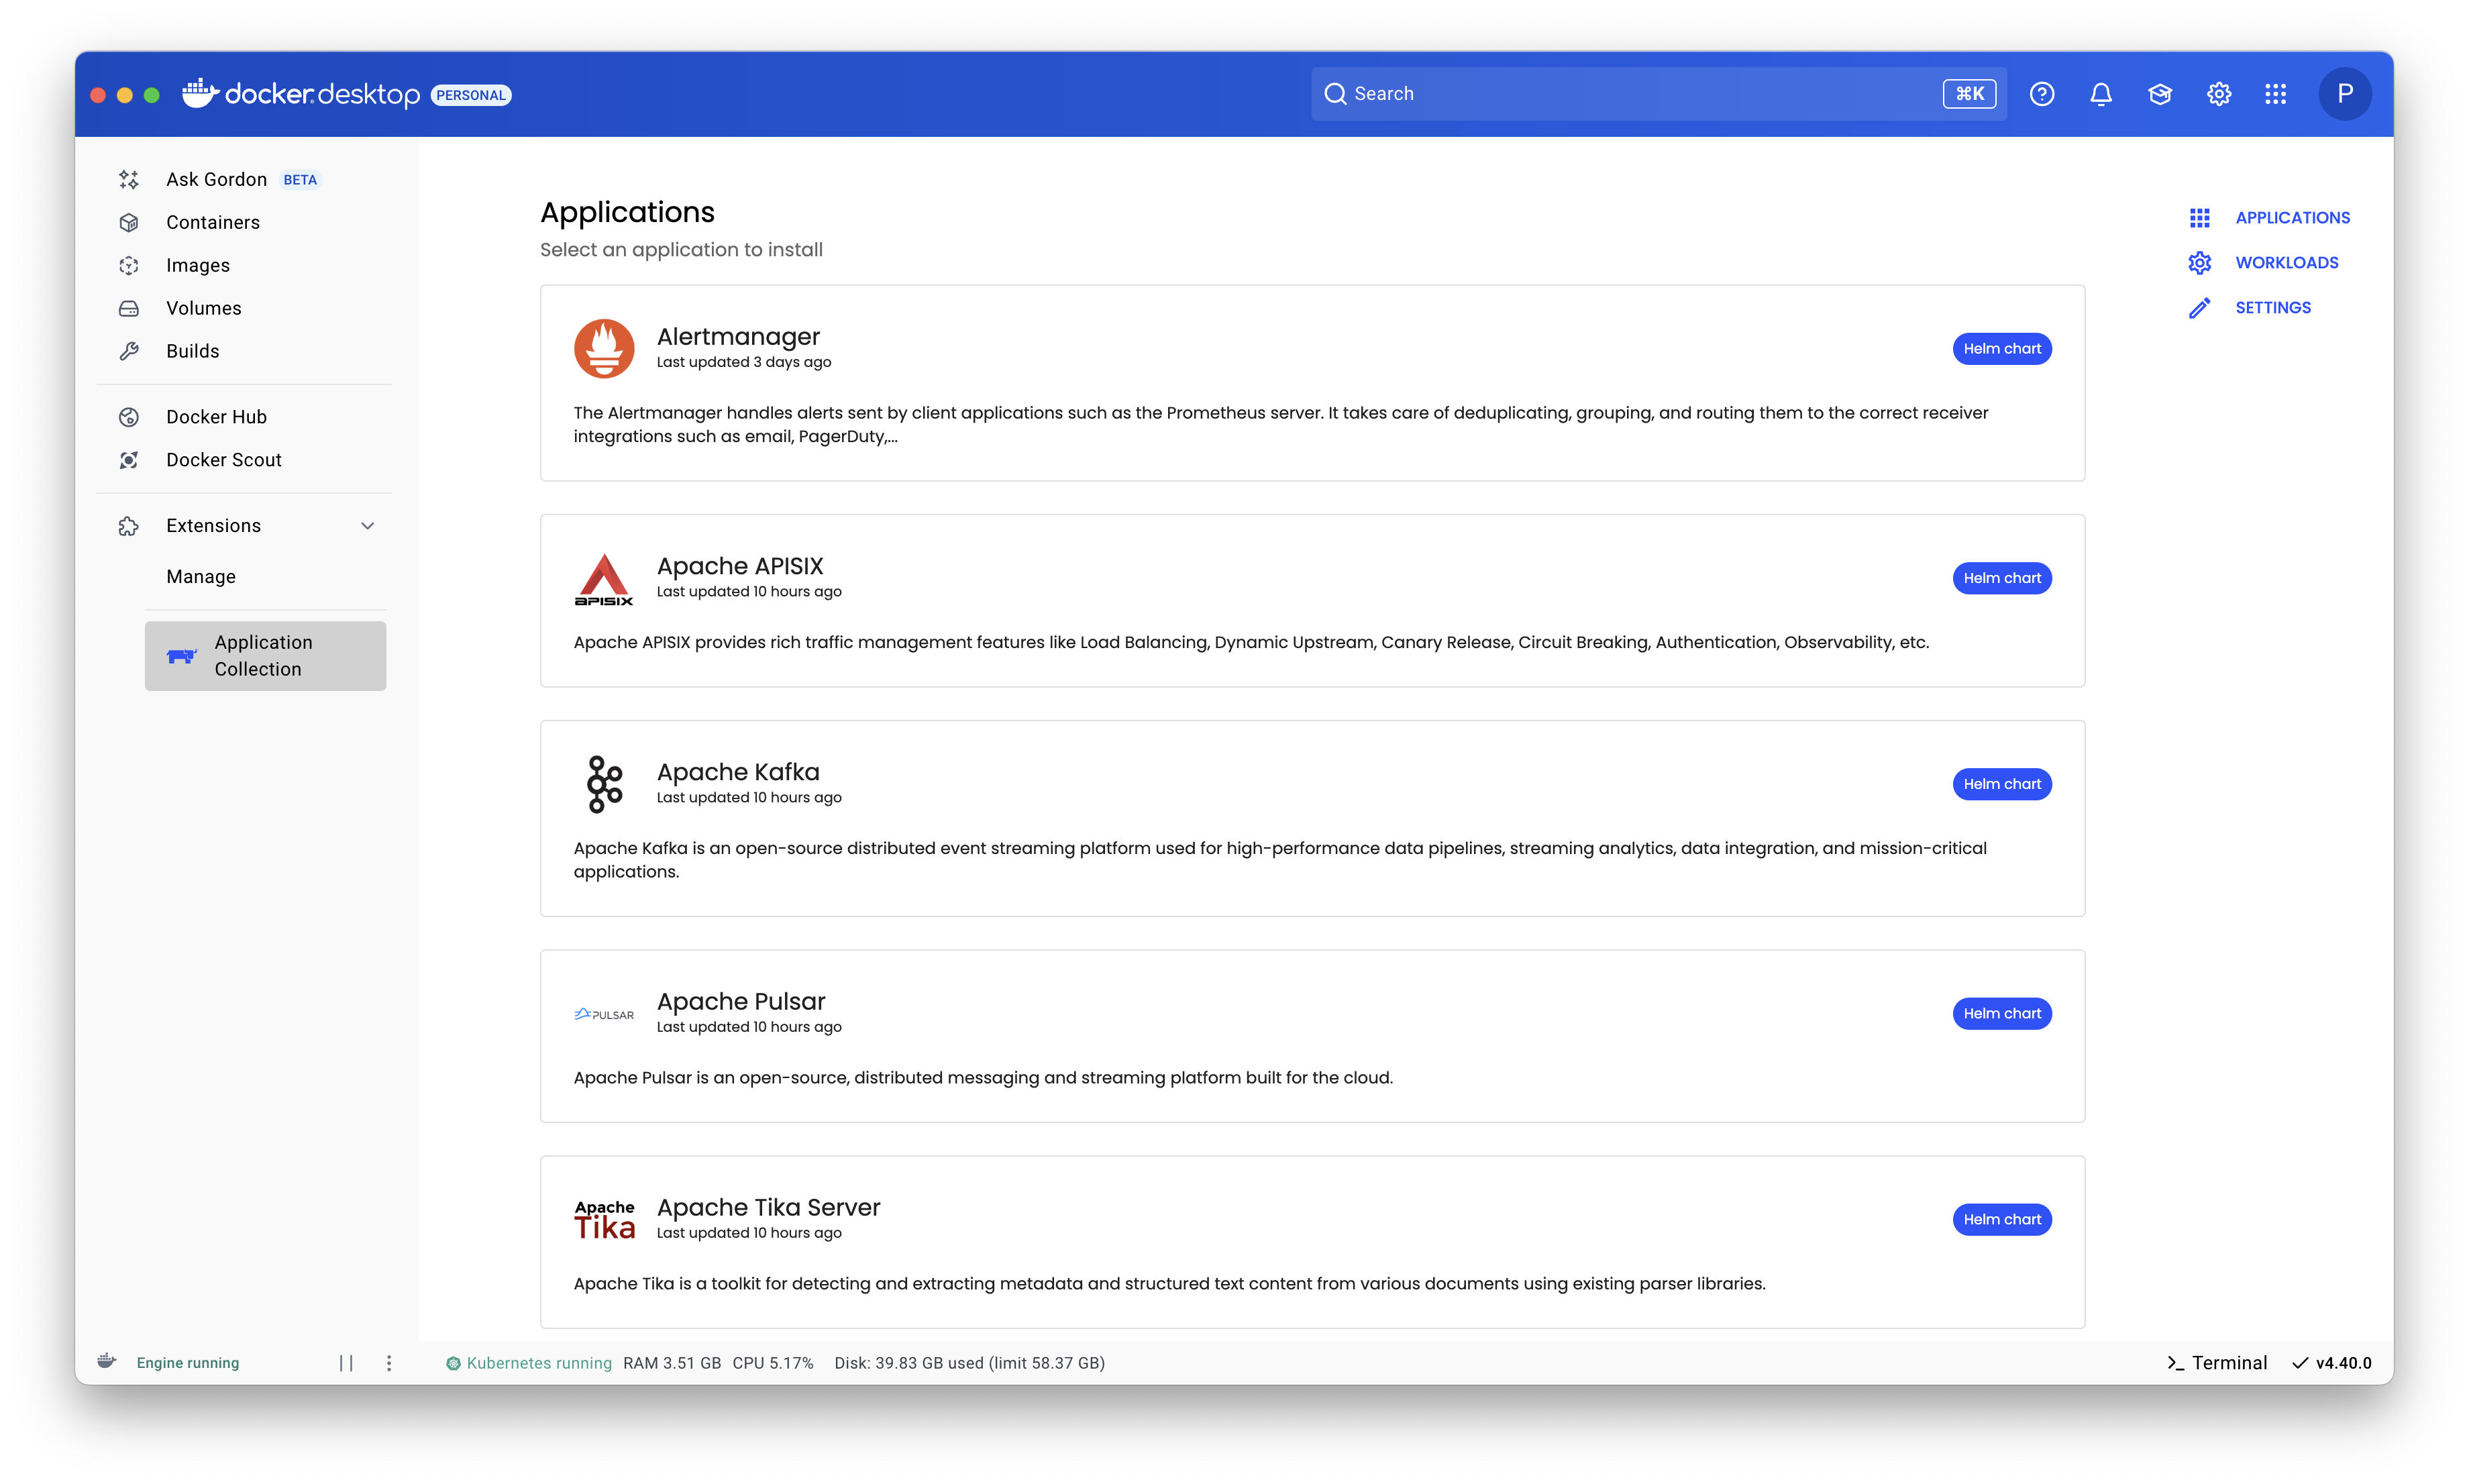 docker.desktop PERSONAL
Search
⌘K
P
Ask Gordon BETA
Containers
Images
Volumes
Builds
Docker Hub
Docker Scout
Extensions
Manage
Application
Collection
Applications
Select an application to install
Alertmanager
Last updated 3 days ago
Helm chart
The Alertmanager handles alerts sent by client applications such as the Prometheus server. It takes care of deduplicating, grouping, and routing them to the correct receiver
integrations such as email, PagerDuty,...
APISIX
Apache APISIX
Last updated 10 hours ago
Helm chart
Apache APISIX provides rich traffic management features like Load Balancing, Dynamic Upstream, Canary Release, Circuit Breaking, Authentication, Observability, etc.
Apache Kafka
Last updated 10 hours ago
Helm chart
Apache Kafka is an open-source distributed event streaming platform used for high-performance data pipelines, streaming analytics, data integration, and mission-critical
applications.
PULSAR
Apache Pulsar
Last updated 10 hours ago
Helm chart
Apache Pulsar is an open-source, distributed messaging and streaming platform built for the cloud.
Apache
Tika
Apache Tika Server
Last updated 10 hours ago
Helm chart
Apache Tika is a toolkit for detecting and extracting metadata and structured text content from various documents using existing parser libraries.
APPLICATIONS
WORKLOADS
SETTINGS
Engine running
Kubernetes running RAM 3.51 GB CPU 5.17% Disk: 39.83 GB used (limit 58.37 GB)
Terminal
v4.40.0